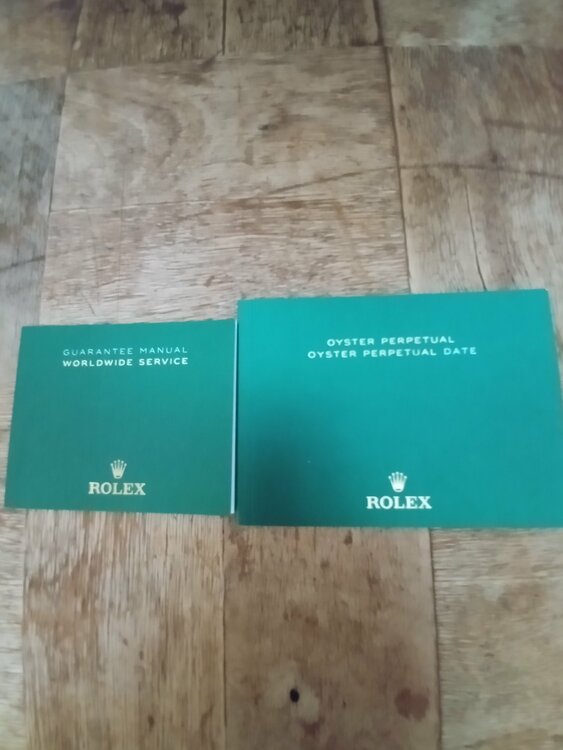 GUARANTEE MANUAL
WORLDWIDE SERVICE
ROLEX
OYSTER PERPETUAL
OYSTER PERPETUAL DATE
ROLEX